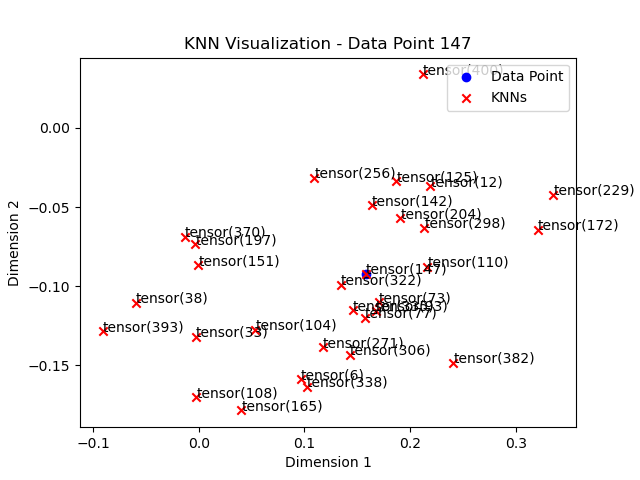 KNN Visualization - Data Point 147
tensor(400)
Data Point
KNNs
0.00
−0.05
−0.10
−0.15
Dimension 2
tensor(256)
tensor(125)
tensor(12)
tensor(229)
tensor(142)
tensor(204)
tensor(298)
tensor(172)
tensor(370)
tensor(197)
tensor(151)
tensor(110)
tensor(147)
tensor(322)
tensor(38)
tensor(73)
tensor(77)
tensor(393)
tensor(104)
tensor(271)
tensor(306)
tensor(382)
tensor(6)
tensor(338)
tensor(108)
tensor(165)
−0.1
0.0
0.1
0.2
0.3
Dimension 1